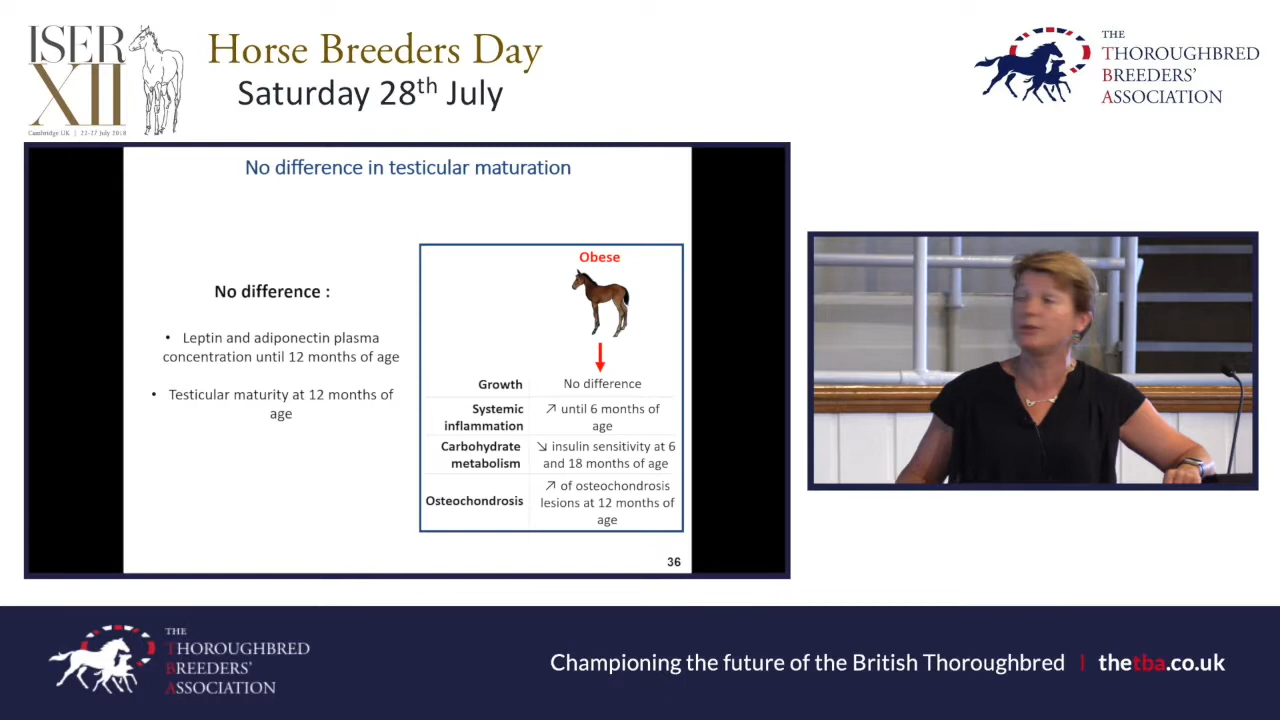 ISER
XII
Cambridge UK | 22-27 July 2018
Horse Breeders Day
Saturday 28th July
THE
THOROUGHBRED
BREEDERS'
ASSOCIATION
No difference in testicular maturation
No difference :
• Leptin and adiponectin plasma
concentration until 12 months of age
• Testicular maturity at 12 months of
age
Obese
Growth No difference
Systemic
inflammation
↗ until 6 months of
age
Carbohydrate
metabolism
↘ insulin sensitivity at 6
and 18 months of age
Osteochondrosis
↗ of osteochondrosis
lesions at 12 months of
age
36
THE
THOROUGHBRED
BREEDERS'
ASSOCIATION
Championing the future of the British Thoroughbred | thetba.co.uk